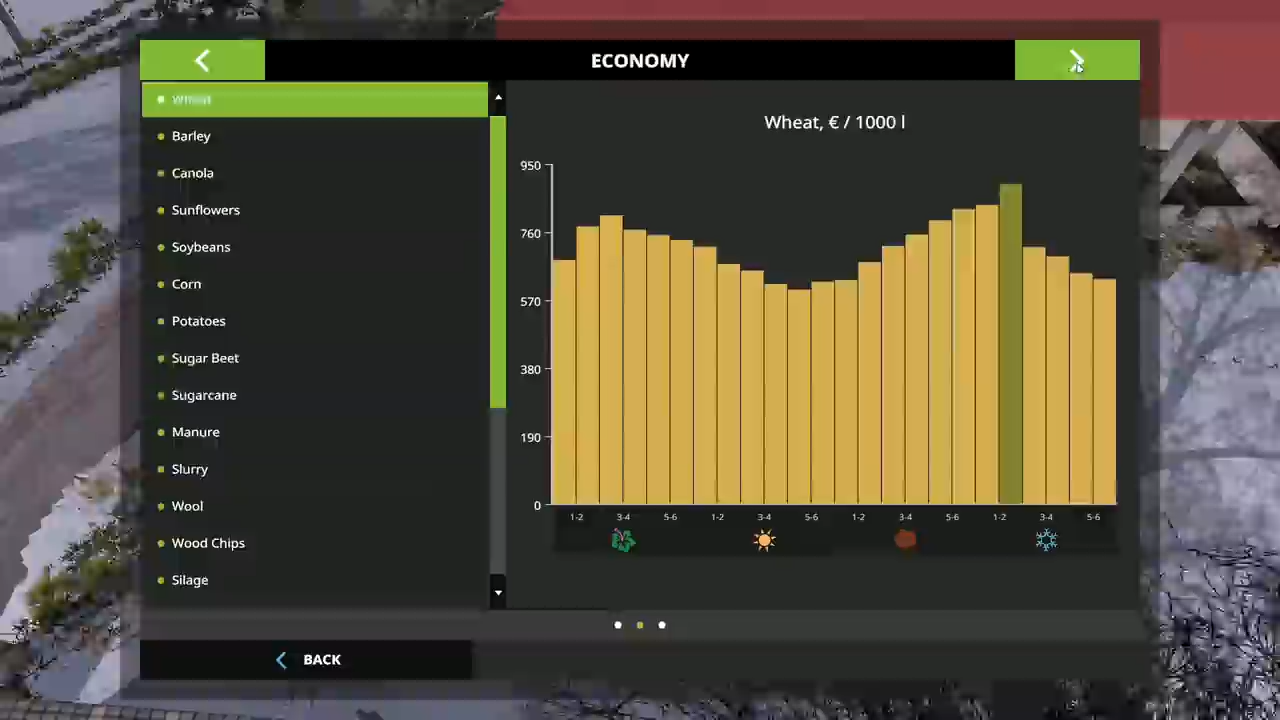 ECONOMY
Wheat
Barley
Canola
Sunflowers
Soybeans
Corn
Potatoes
Sugar Beet
Sugarcane
Manure
Slurry
Wool
Wood Chips
Silage
Wheat, € / 1000 l
950
760
570
380
190
0
1-2 3-4 5-6 1-2 3-4 5-6 1-2 3-4 5-6 1-2 3-4 5-6
BACK